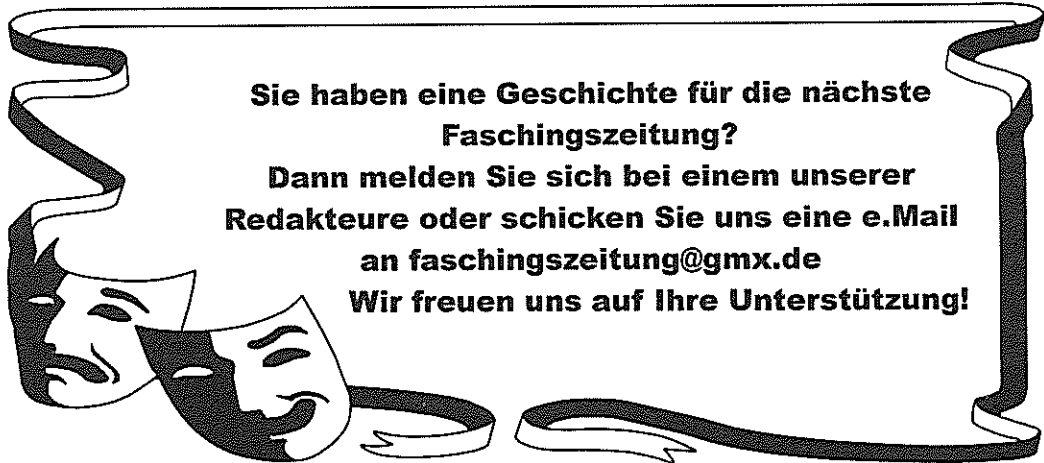 Sie haben eine Geschichte für die nächste
Faschingszeitung?
Dann melden Sie sich bei einem unserer
Redakteure oder schicken Sie uns eine e.Mail
an faschingszeitung@gmx.de
Wir freuen uns auf Ihre Unterstützung!